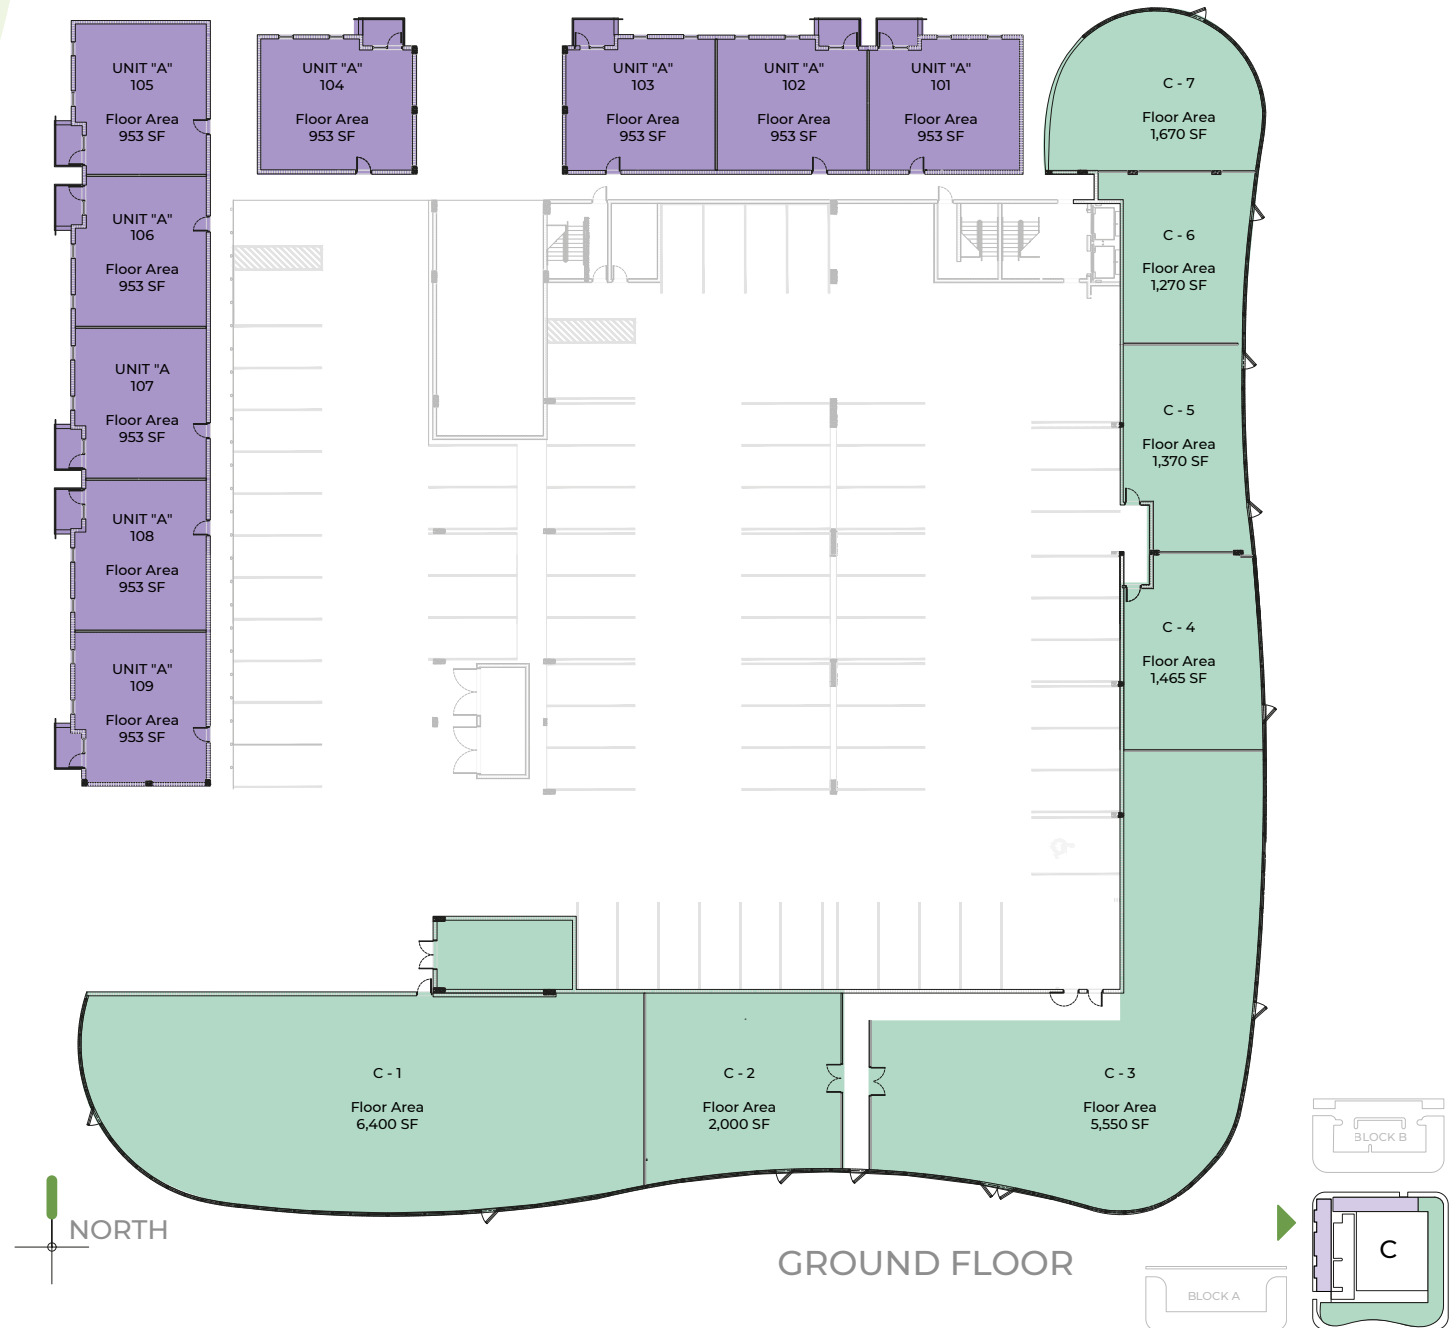 UNIT "A"
105
Floor Area
953 SF
UNIT "A"
104
Floor Area
953 SF
UNIT "A"
103
Floor Area
953 SF
UNIT "A"
102
Floor Area
953 SF
UNIT "A"
101
Floor Area
953 SF
C - 7
Floor Area
1,670 SF
UNIT "A"
106
Floor Area
953 SF
C - 6
Floor Area
1,270 SF
UNIT "A
107
Floor Area
953 SF
C - 5
Floor Area
1,370 SF
UNIT "A"
108
Floor Area
953 SF
C - 4
Floor Area
1,465 SF
UNIT "A"
109
Floor Area
953 SF
C - 1
Floor Area
6,400 SF
C - 2
Floor Area
2,000 SF
C - 3
Floor Area
5,550 SF
BLOCK B
NORTH
GROUND FLOOR
C
BLOCK A